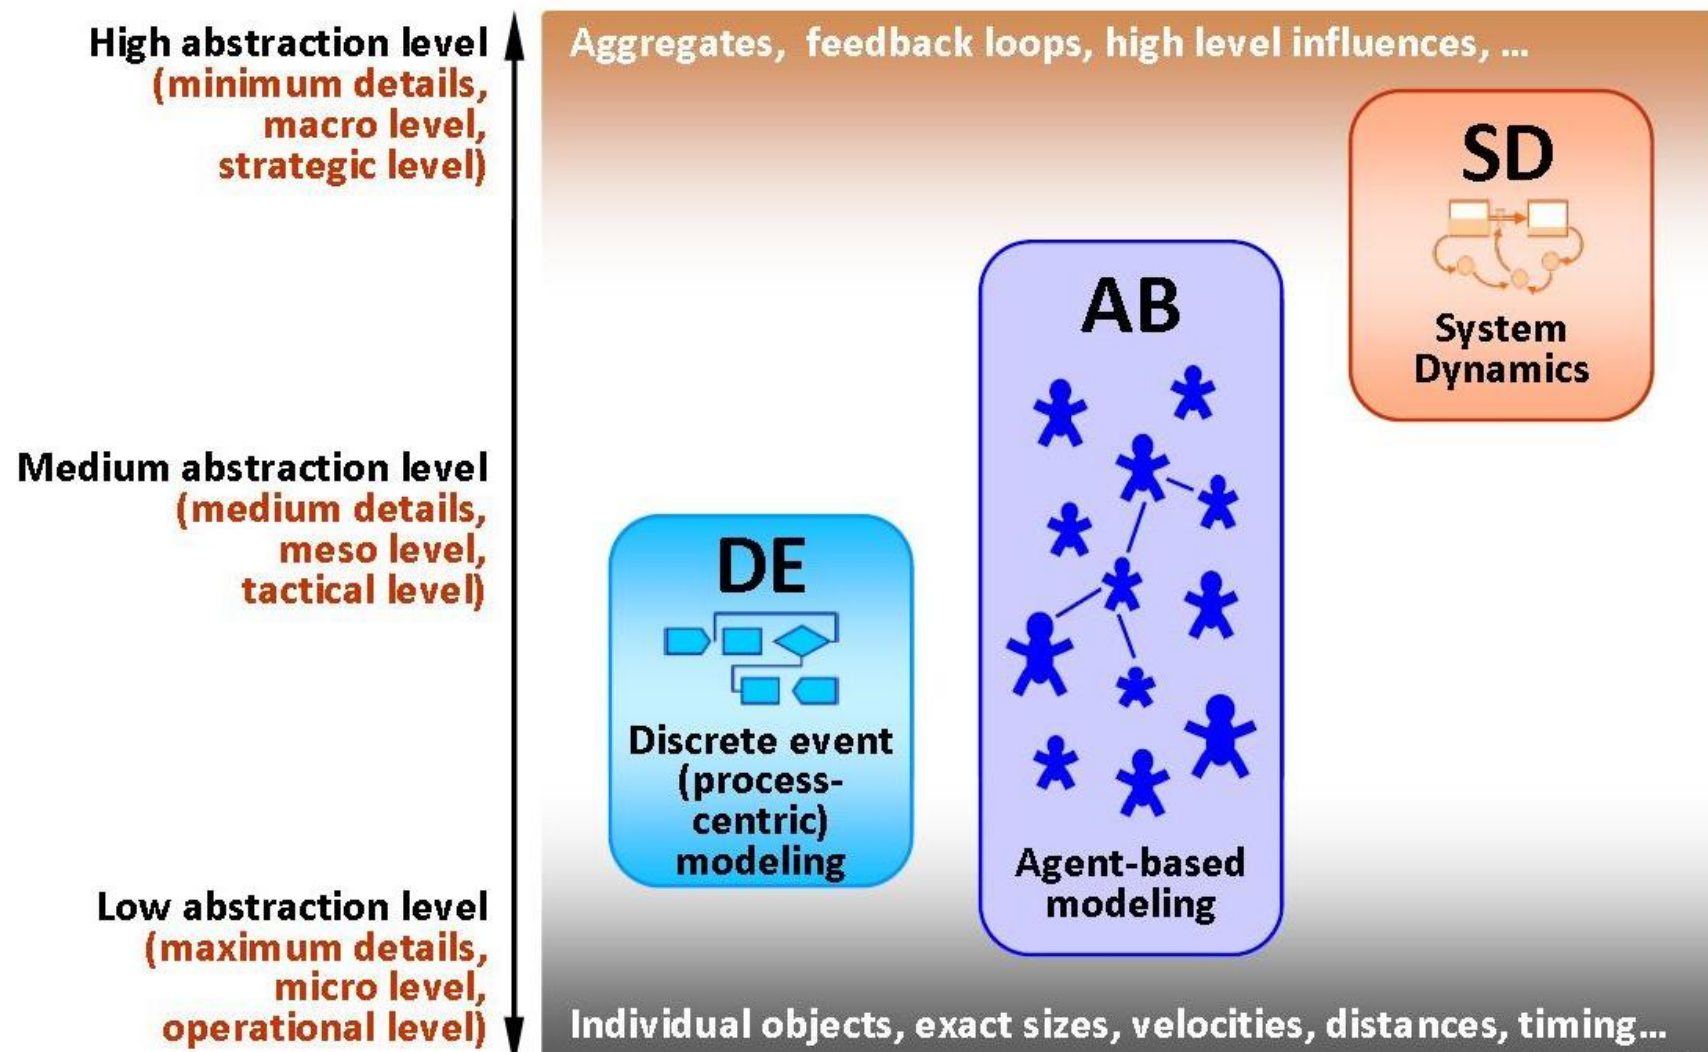 High abstraction level
(minimum details,
macro level,
strategic level)
Aggregates, feedback loops, high level influences, ...
SD
System
Dynamics
AB
Medium abstraction level
(medium details,
meso level,
tactical level)
DE
Discrete event
(process-
centric)
modeling
Agent-based
modeling
Low abstraction level
(maximum details,
micro level,
operational level)
Individual objects, exact sizes, velocities, distances, timing...